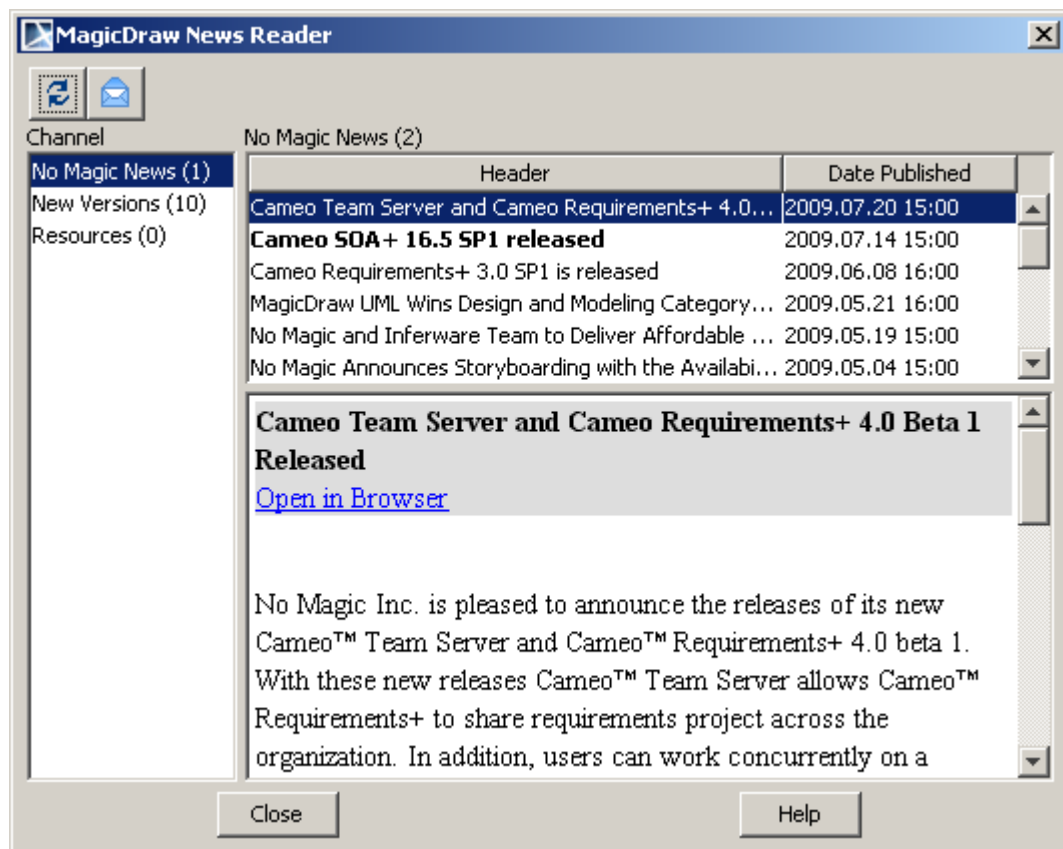 MagicDraw News Reader
Channel
No Magic News (1)
New Versions (10)
Resources (0)
No Magic News (2)
Header Date Published
Cameo Team Server and Cameo Requirements+ 4.0... 2009.07.20 15:00
Cameo SOA+ 16.5 SP1 released 2009.07.14 15:00
Cameo Requirements+ 3.0 SP1 is released 2009.06.08 16:00
MagicDraw UML Wins Design and Modeling Category... 2009.05.21 16:00
No Magic and Inferware Team to Deliver Affordable ... 2009.05.19 15:00
No Magic Announces Storyboarding with the Availabi... 2009.05.04 15:00
Cameo Team Server and Cameo Requirements+ 4.0 Beta 1
Released
Open in Browser
No Magic Inc. is pleased to announce the releases of its new
Cameo™ Team Server and Cameo™ Requirements+ 4.0 beta 1.
With these new releases Cameo™ Team Server allows Cameo™
Requirements+ to share requirements project across the
organization. In addition, users can work concurrently on a
Close
Help